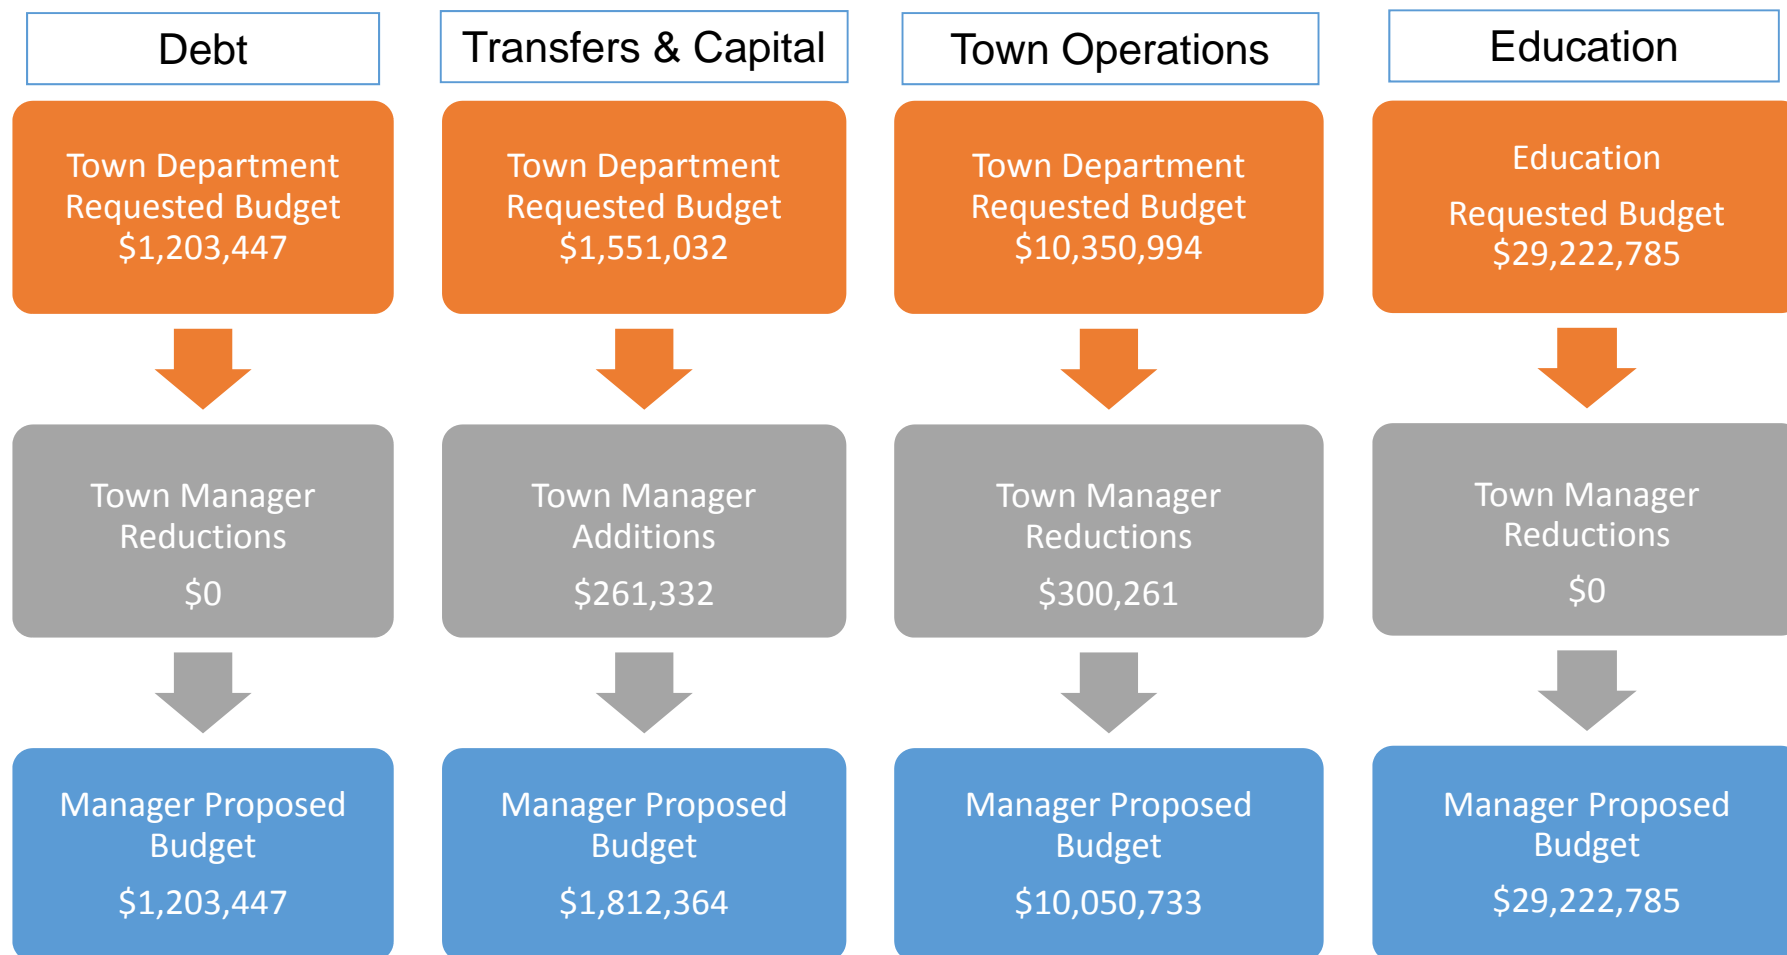 Debt
Transfers & Capital
Town Operations
Education
Town Department
Requested Budget
$1,203,447
Town Department
Requested Budget
$1,551,032
Town Department
Requested Budget
$10,350,994
Education
Requested Budget
$29,222,785
Town Manager
Reductions
$0
Town Manager
Additions
$261,332
Town Manager
Reductions
$300,261
Town Manager
Reductions
$0
Manager Proposed
Budget
$1,203,447
Manager Proposed
Budget
$1,812,364
Manager Proposed
Budget
$10,050,733
Manager Proposed
Budget
$29,222,785